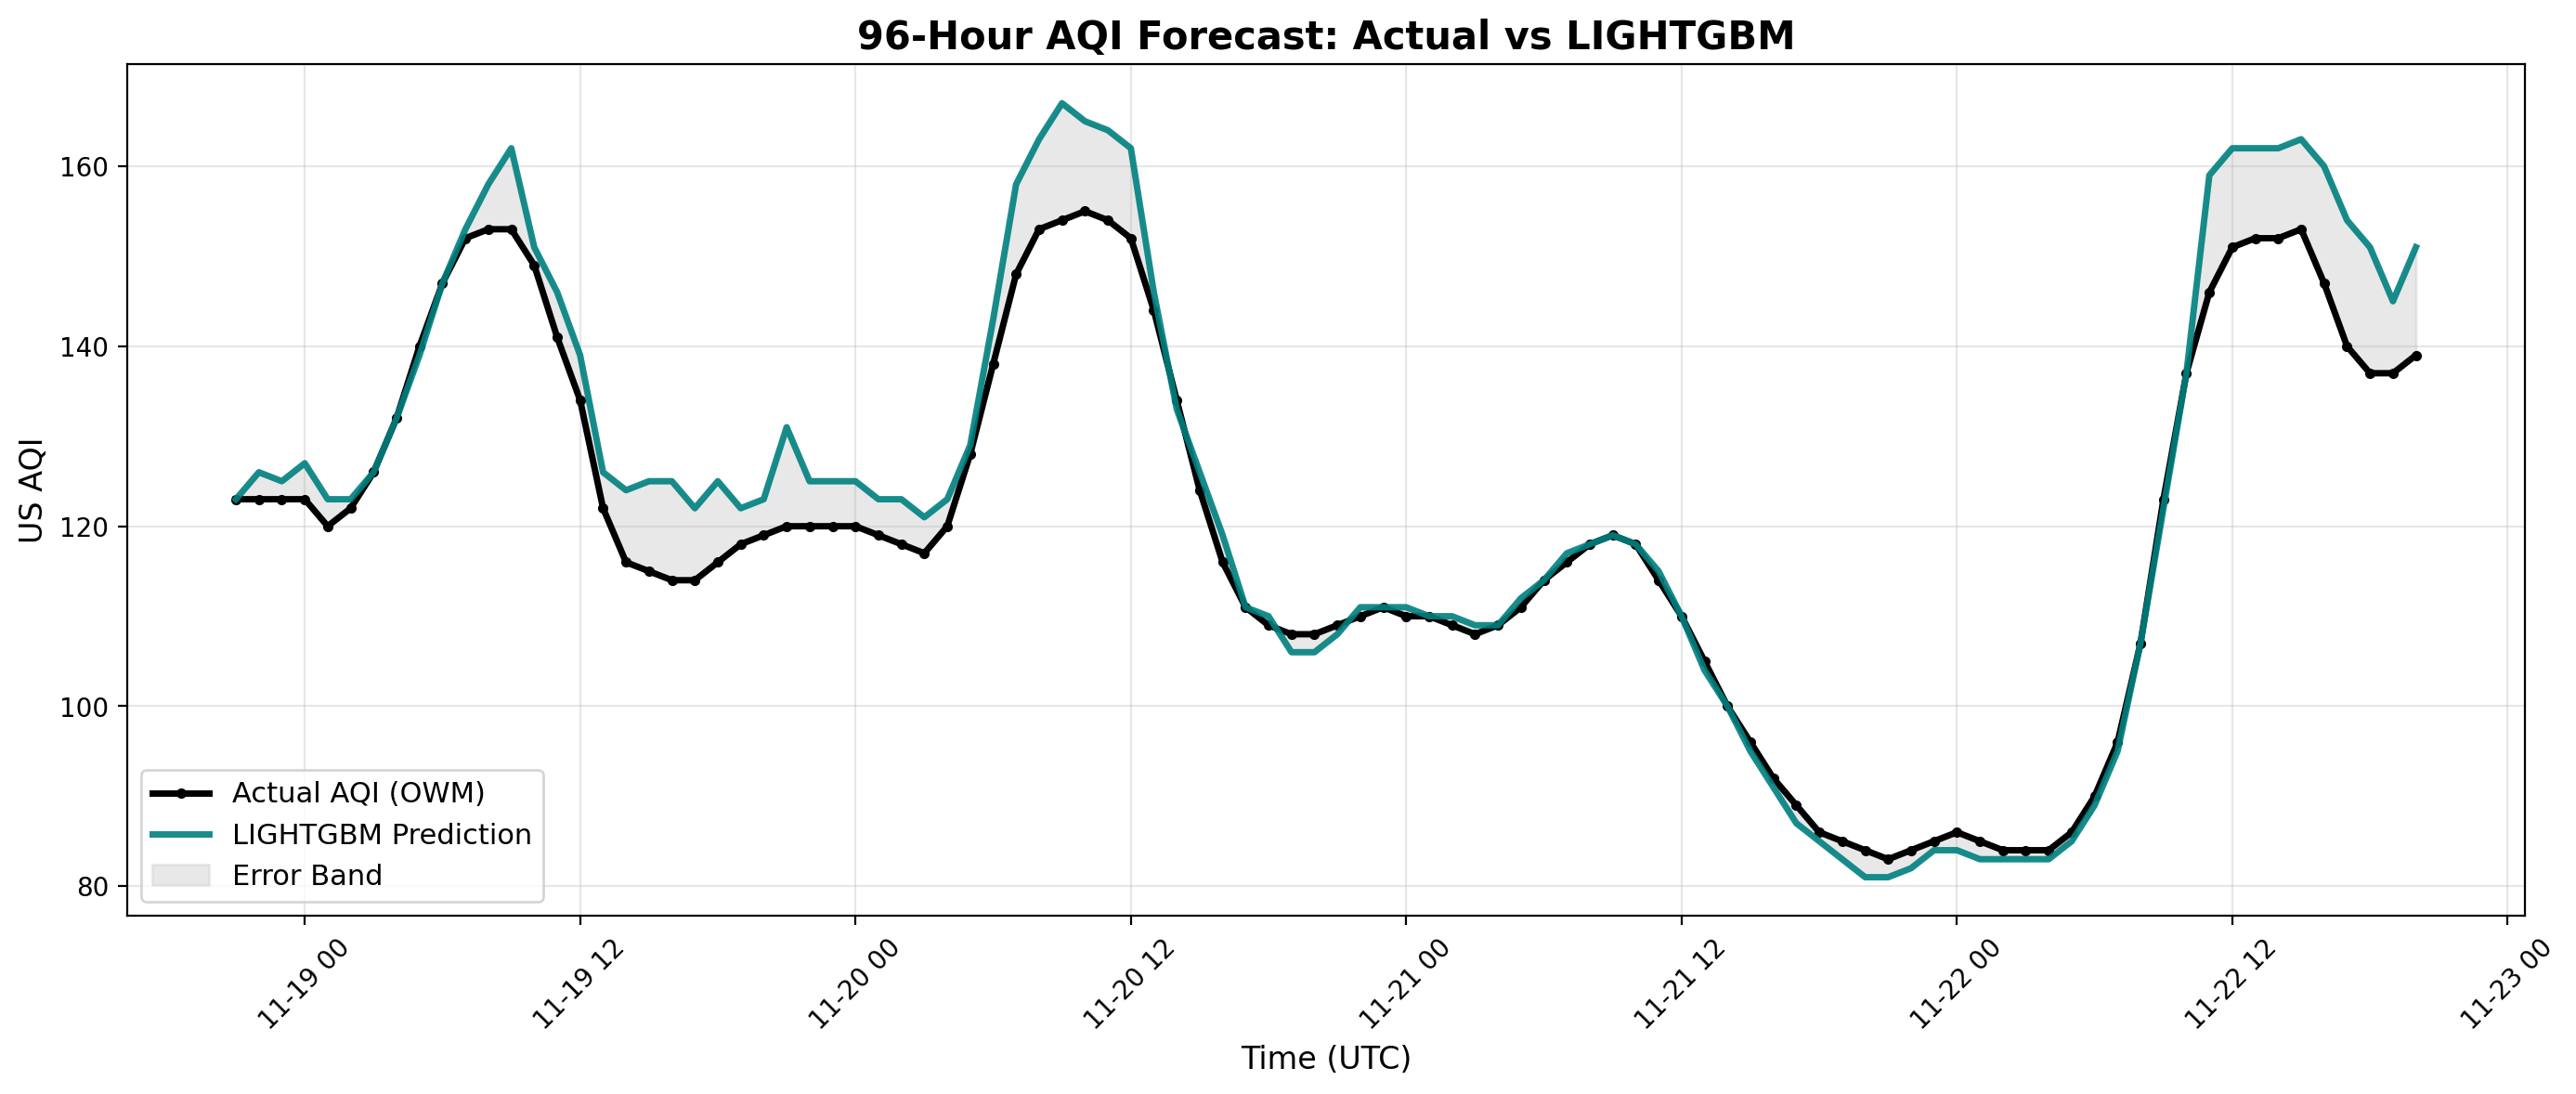 96-Hour AQI Forecast: Actual vs LIGHTGBM
US AQI
160
140
120
100
80
Actual AQI (OWM)
LIGHTGBM Prediction
Error Band
11-19 00
11-19 12
11-20 00
11-20 12
11-21 00
11-21 12
11-22 00
11-22 12
11-23 00
Time (UTC)